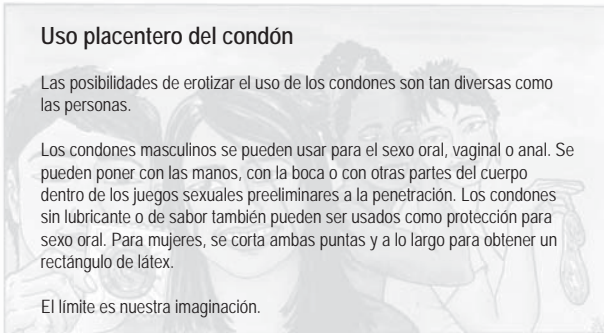 Uso placentero del condón
Las posibilidades de erotizar el uso de los condones son tan diversas como
las personas.
Los condones masculinos se pueden usar para el sexo oral, vaginal o anal. Se
pueden poner con las manos, con la boca o con otras partes del cuerpo
dentro de los juegos sexuales preeliminares a la penetración. Los condones
sin lubricante o de sabor también pueden ser usados como protección para
sexo oral. Para mujeres, se corta ambas puntas y a lo largo para obtener un
rectángulo de látex.
El límite es nuestra imaginación.